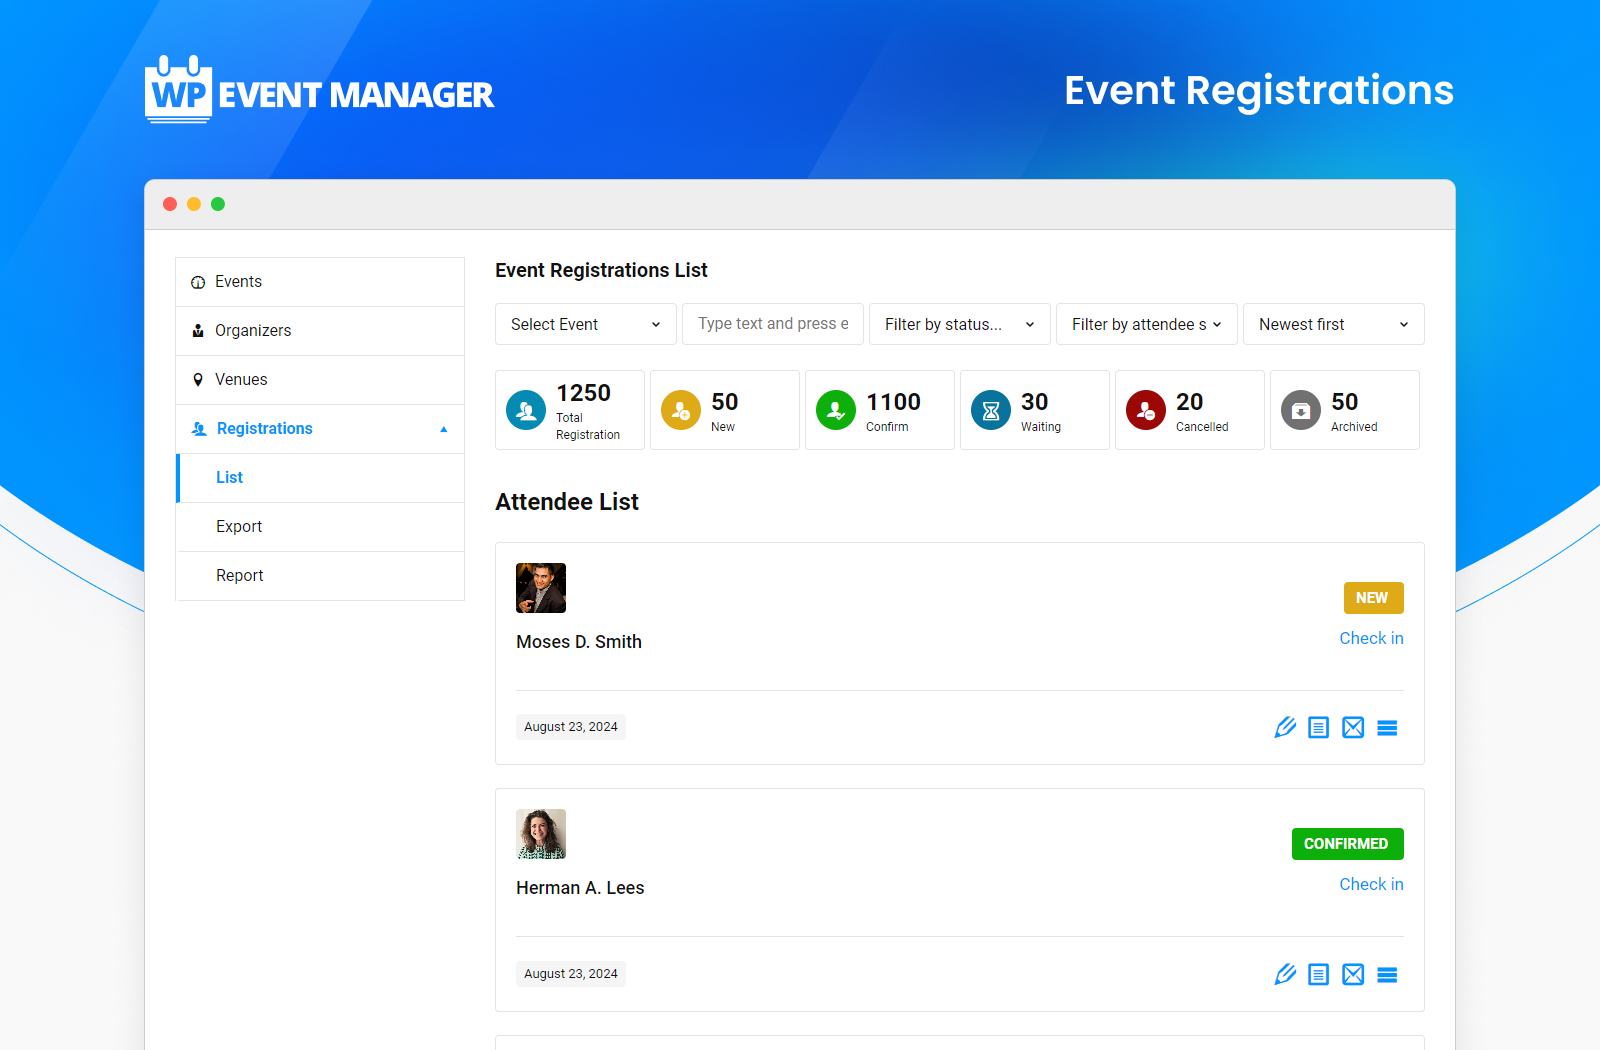 WP EVENT MANAGER
Event Registrations
Events
Organizers
Venues
Registrations
List
Export
Report
Event Registrations List
Select Event
Type text and press e
Filter by status...
Filter by attendee s
Newest first
1250
Total
Registration
50
New
1100
Confirm
30
Waiting
20
Cancelled
50
Archived
Attendee List
NEW
Check in
Moses D. Smith
August 23, 2024
CONFIRMED
Check in
Herman A. Lees
August 23, 2024